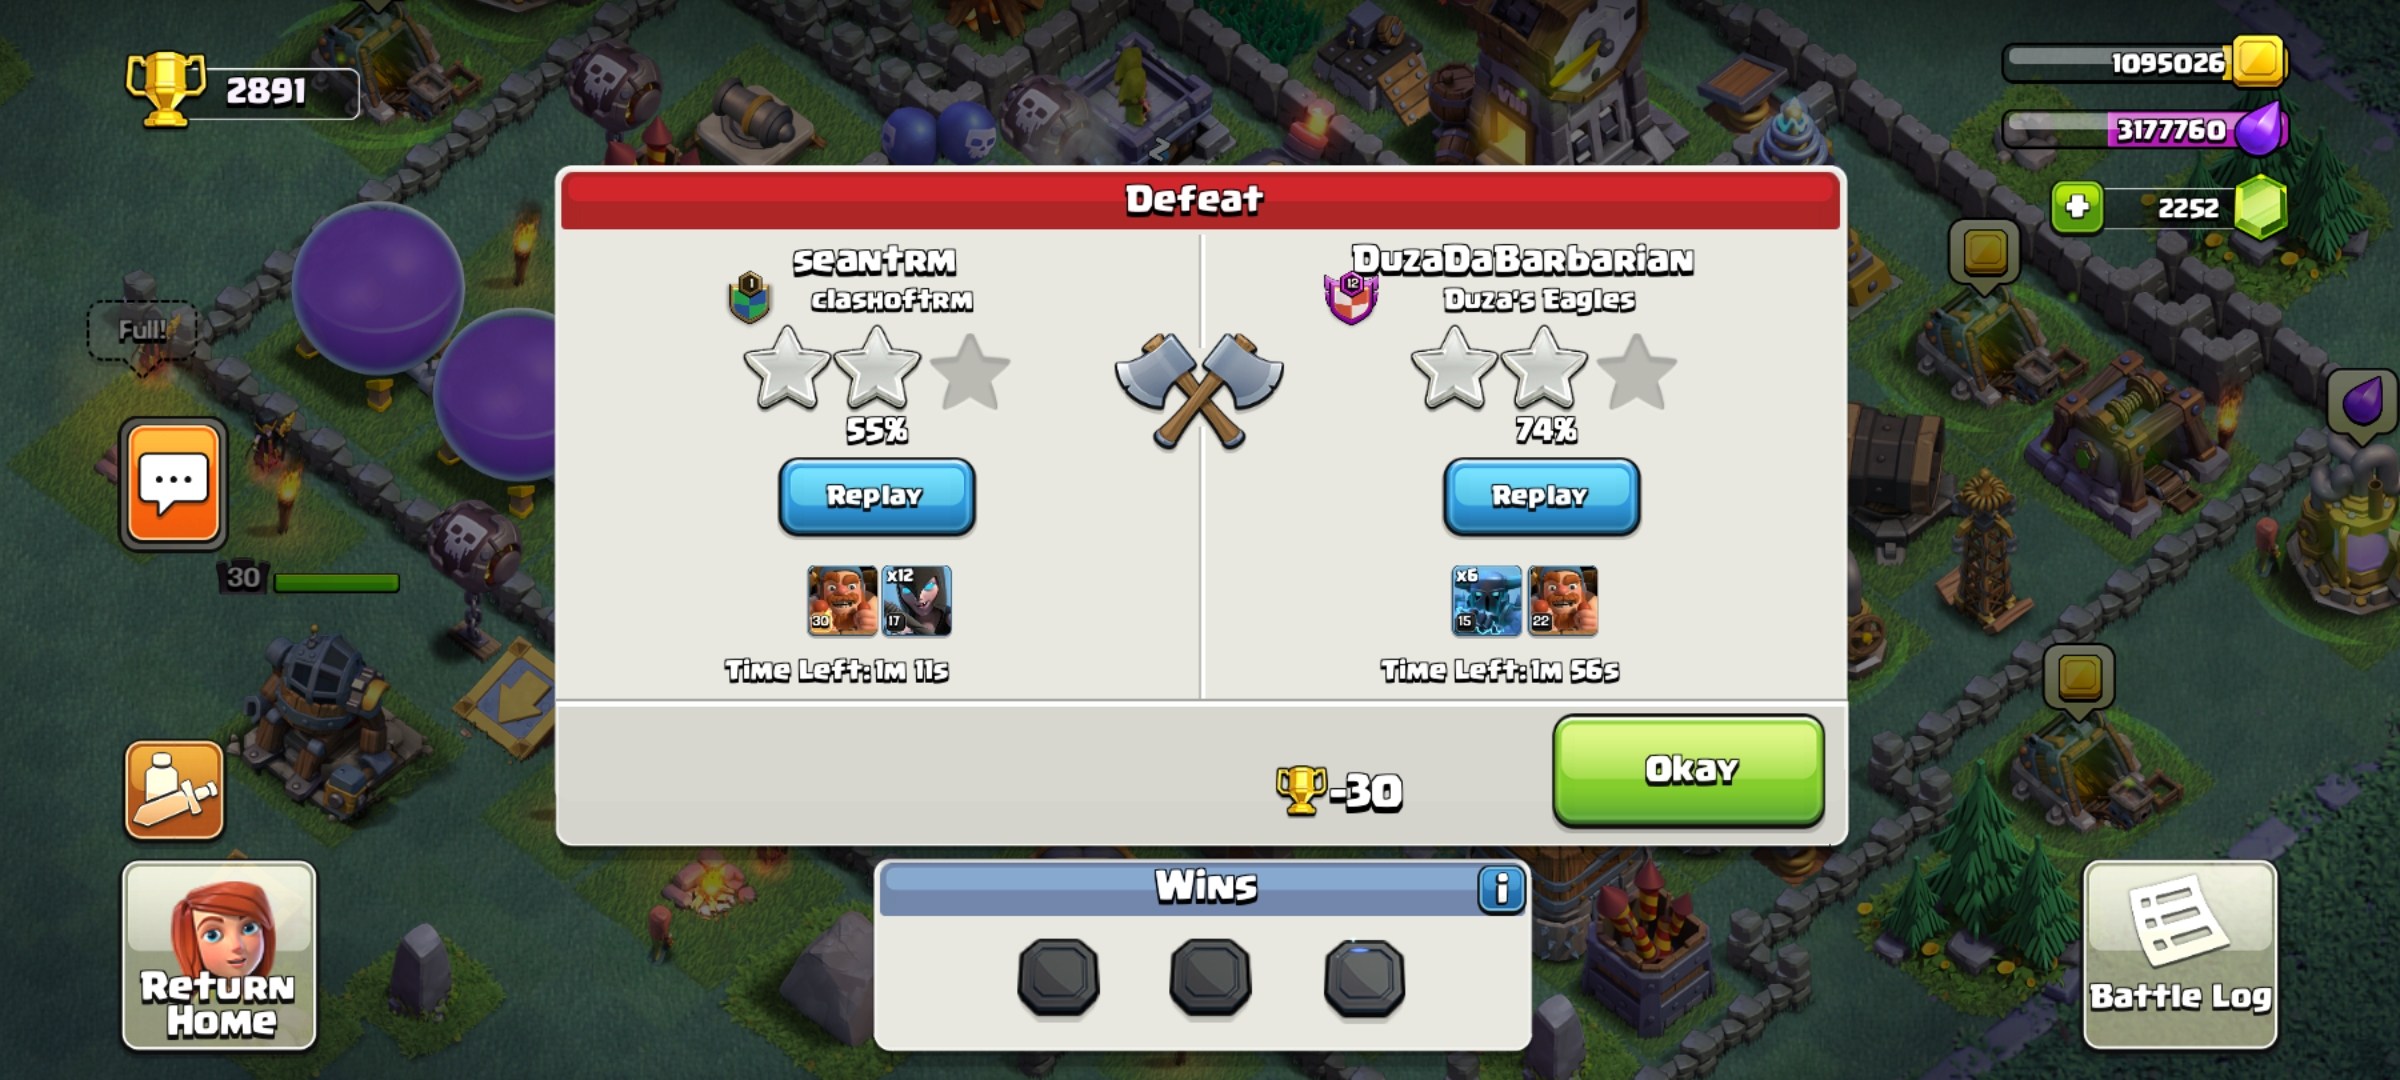 2891
1095026
3177760
2252
Full!
30
Defeat
seantrm
clashoftrm
1
55%
Replay
30
x12
17
Time Left:1m 11s
DuzaDaBarbarian
Duza's Eagles
12
74%
Replay
x6
15
22
Time Left:1m 56s
-30
Okay
Wins
i
Return
Home
Battle Log
z